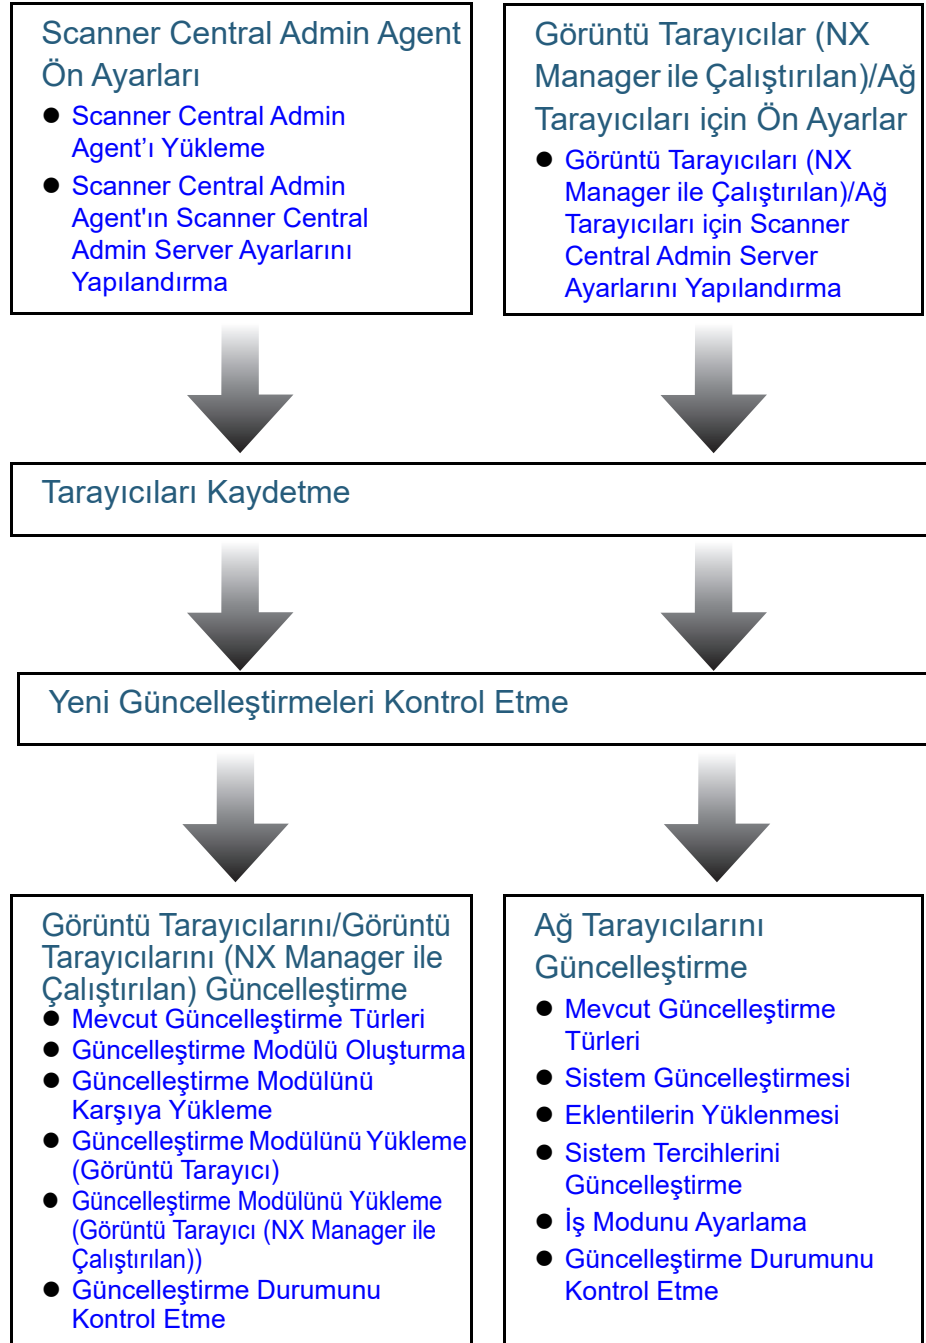 Scanner Central Admin Agent
Ön Ayarları
● Scanner Central Admin
Agent’ı Yükleme
● Scanner Central Admin
Agent'ın Scanner Central
Admin Server Ayarlarını
Yapılandırma
Görüntü Tarayıcılar (NX
Manager ile Çalıştırılan)/Ağ
Tarayıcıları için Ön Ayarlar
● Görüntü Tarayıcıları (NX
Manager ile Çalıştırılan)/Ağ
Tarayıcıları için Scanner
Central Admin Server
Ayarlarını Yapılandırma
Tarayıcıları Kaydetme
Yeni Güncelleştirmeleri Kontrol Etme
Görüntü Tarayıcılarını/Görüntü
Tarayıcılarını (NX Manager ile
Çalıştırılan) Güncelleştirme
● Mevcut Güncelleştirme Türleri
● Güncelleştirme Modülü Oluşturma
● Güncelleştirme Modülünü
Karşıya Yükleme
● Güncelleştirme Modülünü Yükleme
(Görüntü Tarayıcı)
● Güncelleştirme Modülünü Yükleme
(Görüntü Tarayıcı (NX Manager ile
Çalıştırılan))
● Güncelleştirme Durumunu
Kontrol Etme
Ağ Tarayıcılarını
Güncelleştirme
● Mevcut Güncelleştirme
Türleri
● Sistem Güncelleştirmesi
● Eklentilerin Yüklenmesi
● Sistem Tercihlerini
Güncelleştirme
● İş Modunu Ayarlama
● Güncelleştirme Durumunu
Kontrol Etme